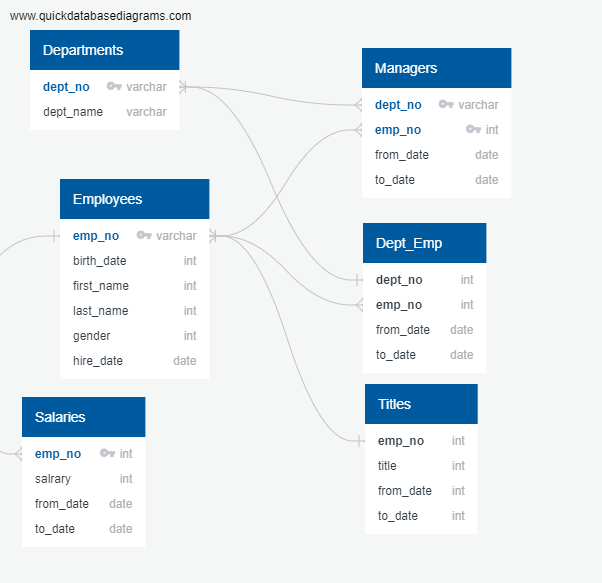 www.quickdatabasediagrams.com
Departments
dept_no varchar
dept_name varchar
Managers
dept_no varchar
emp_no int
from_date date
to_date date
Employees
emp_no varchar
birth_date int
first_name int
last_name int
gender int
hire_date date
Dept_Emp
dept_no int
emp_no int
from_date date
to_date date
Salaries
emp_no int
salrary int
from_date date
to_date date
Titles
emp_no int
title int
from_date int
to_date int